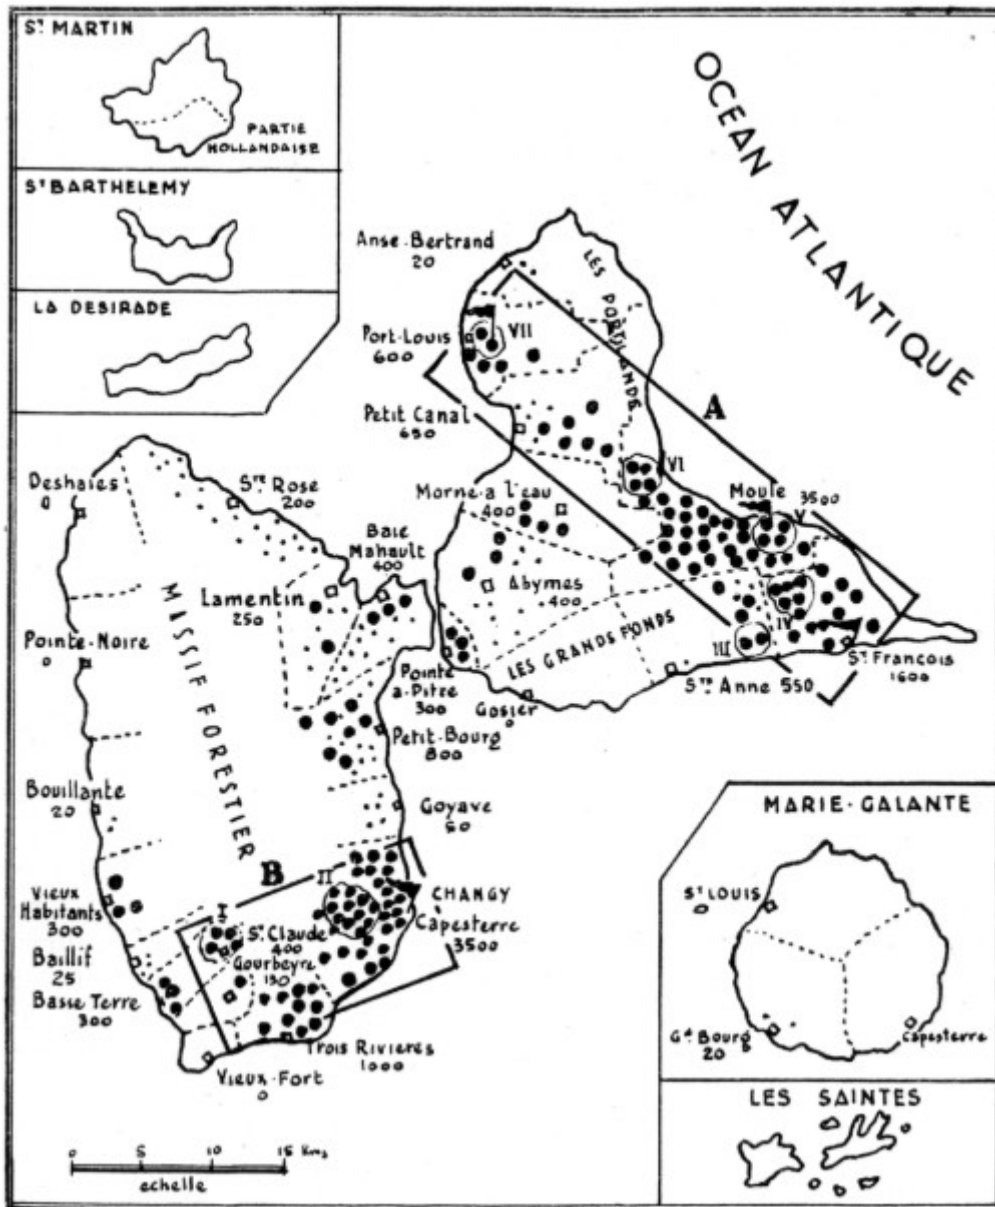 ST MARTIN
PARTIE
HOLLANDAISE
ST BARTHELEMY
LA DESIRADE
OCEAN ATLANTIQUE
Anse-Bertrand
20
LES PORTLANDS
Port-Louis
600
VII
A
Petit Canal
650
VI
Morne-a l'eau
400
Moule 3500
V
Deshaies
0
Ste Rose
200
Baie
Mahault
400
Lamentin
250
Abymes
400
LES GRANDS FONDS
IV
III
St François
1600
Ste Anne 550
Pointe-Noire
0
MASSIF FORESTIER
Pointe
a-Pitre
300
Gosier
0
Petit-Bourg
800
Bouillante
20
Goyave
50
B
II
I
CHANGY
Capesterre
3500
Vieux
Habitants
300
St Claude
400
Gourbeyre
150
Baillif
25
Basse Terre
300
Trois Rivieres
1000
Vieux-Fort
0
0 5 10 15 Kms
echelle
MARIE-GALANTE
St LOUIS
0
Gd Bourg
20
Capesterre
LES SAINTES